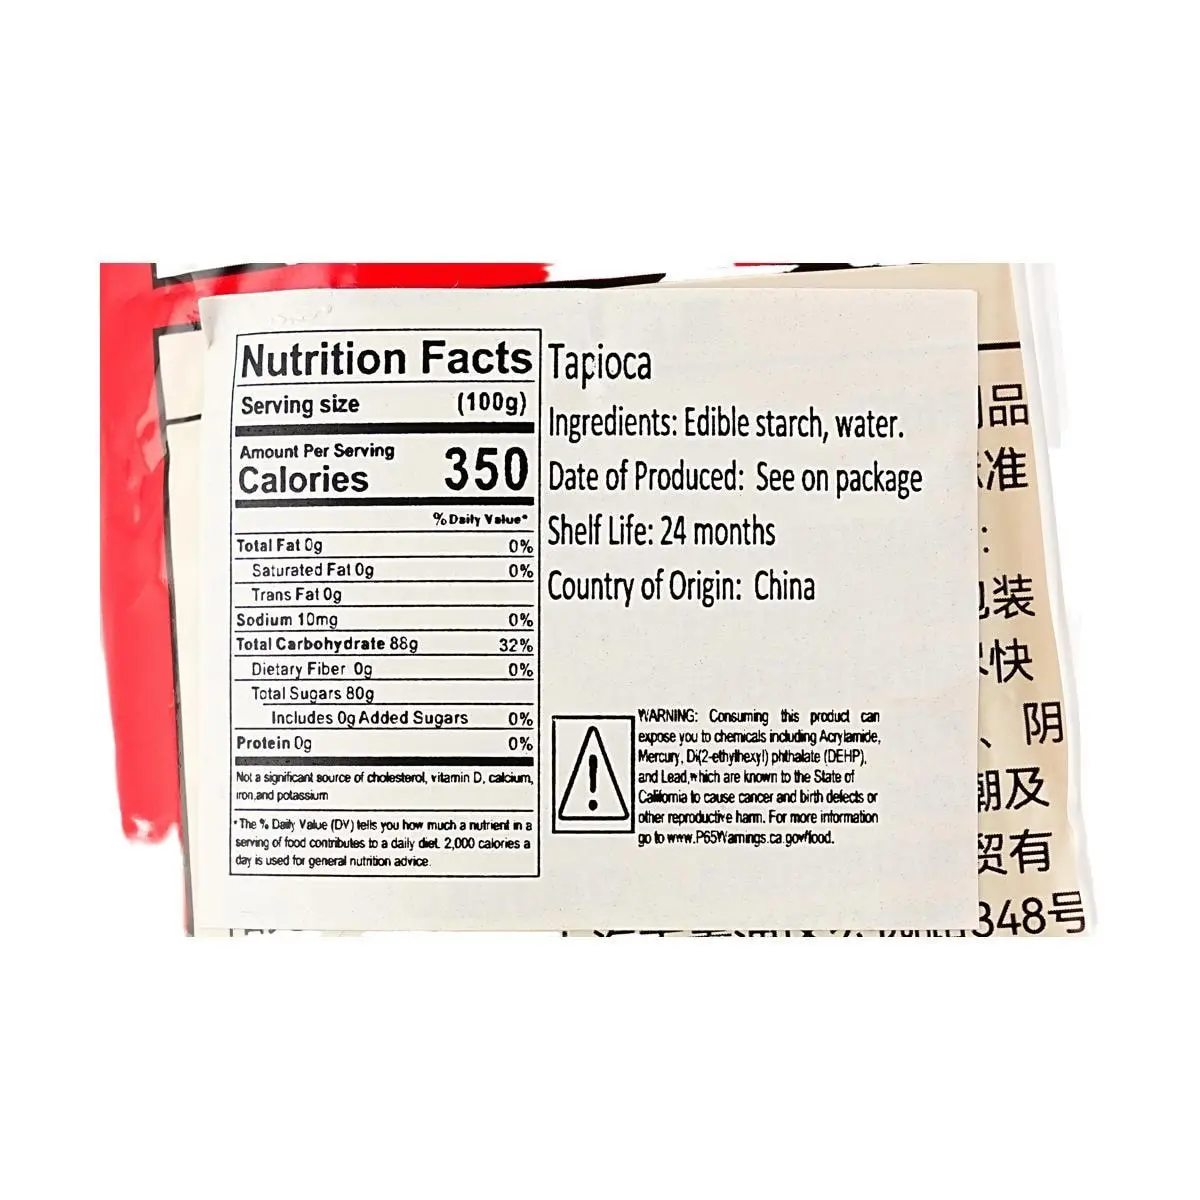 Nutrition Facts
Serving size (100g)
Amount Per Serving
Calories 350
% Daily Value*
Total Fat 0g 0%
Saturated Fat 0g 0%
Trans Fat 0g
Sodium 10mg 0%
Total Carbohydrate 88g 32%
Dietary Fiber 0g 0%
Total Sugars 80g
Includes 0g Added Sugars 0%
Protein 0g 0%
Not a significant source of cholesterol, vitamin D, calcium,
iron,and potassium
*The % Daily Value (DV) tells you how much a nutrient in a
serving of food contributes to a daily diet. 2,000 calories a
day is used for general nutrition advice.
Tapioca
Ingredients: Edible starch, water.
Date of Produced: See on package
Shelf Life: 24 months
Country of Origin: China
WARNING: Consuming this product can
expose you to chemicals including Acrylamide,
Mercury, Di(2-ethylhexyl) phthalate (DEHP),
and Lead,which are known to the State of
California to cause cancer and birth defects or
other reproductive harm. For more information
go to www.P65Warnings.ca.gov/food.
品
准
:
装
快
、阴
潮及
贸有
348号